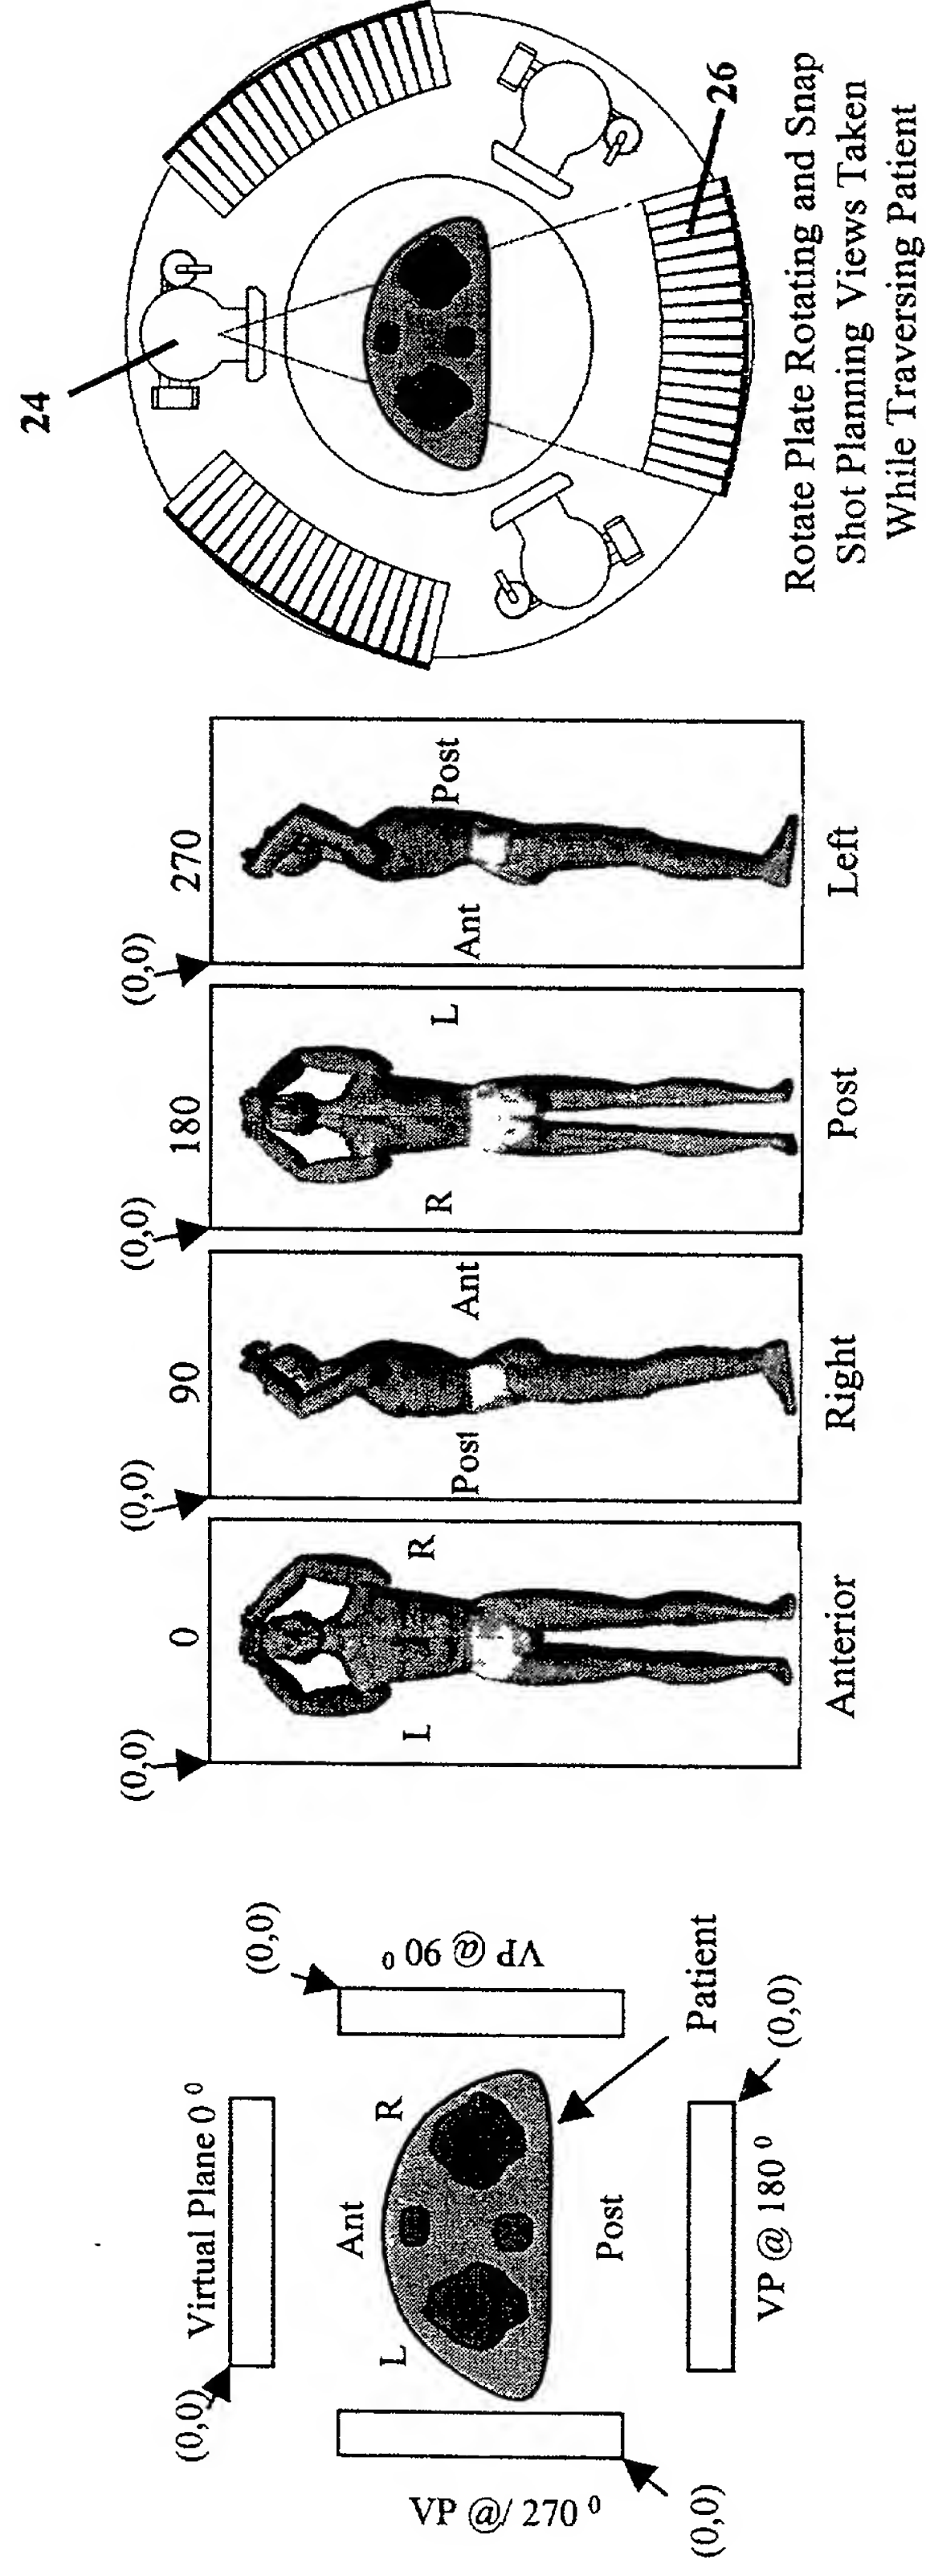 Virtual Plane 0 0
(0,0)
(0,0)
L
Ant
R
VP @ 90 0
VP @/ 270 0
Post
Patient
(0,0)
VP @ 180 0
(0,0)
(0,0)
0
L
R
Anterior
(0,0)
90
Post
Ant
Right
(0,0)
180
R
L
Post
(0,0)
270
Ant
Post
Left
24
26
Rotate Plate Rotating and Snap
Shot Planning Views Taken
While Traversing Patient